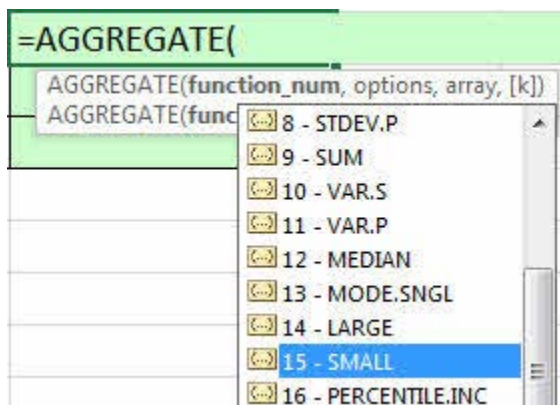 =AGGREGATE(
AGGREGATE(function_num, options, array, [k])
AGGREGATE(func
8 - STDEV.P
9 - SUM
10 - VAR.S
11 - VAR.P
12 - MEDIAN
13 - MODE.SNGL
14 - LARGE
15 - SMALL
16 - PERCENTILE.INC